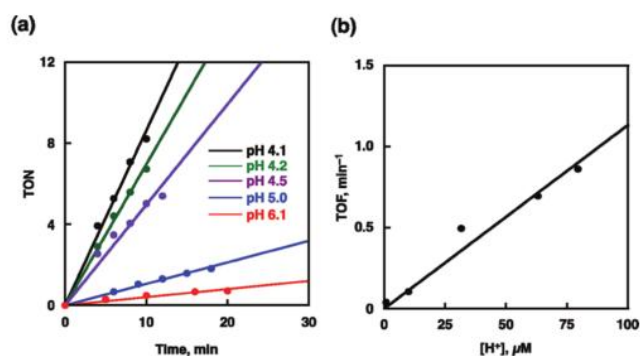 (a)
12
8
4
0
TON
pH 4.1
pH 4.2
pH 4.5
pH 5.0
pH 6.1
0 10 20 30
Time, min
(b)
1.5
1.0
0.5
0
TOF, min⁻¹
0 25 50 75 100
[H⁺], μM